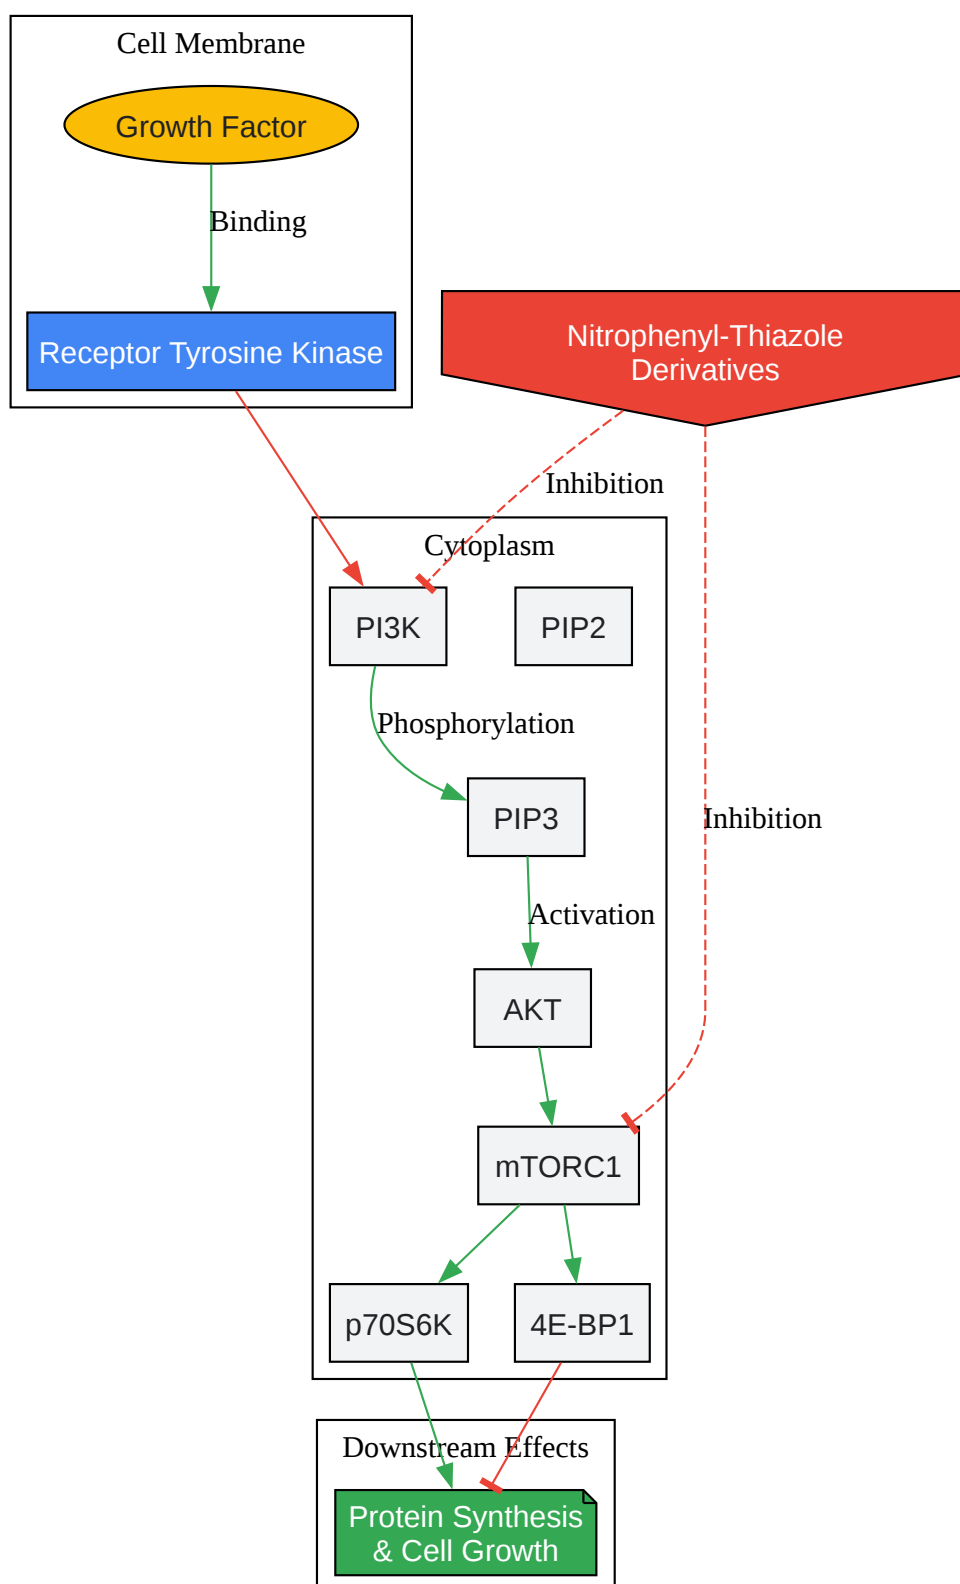 Cell Membrane
Growth Factor
Binding
Receptor Tyrosine Kinase
Nitrophenyl-Thiazole
Derivatives
Inhibition
Cytoplasm
PI3K
PIP2
Phosphorylation
PIP3
Inhibition
Activation
AKT
mTORC1
p70S6K
4E-BP1
Downstream Effects
Protein Synthesis
& Cell Growth